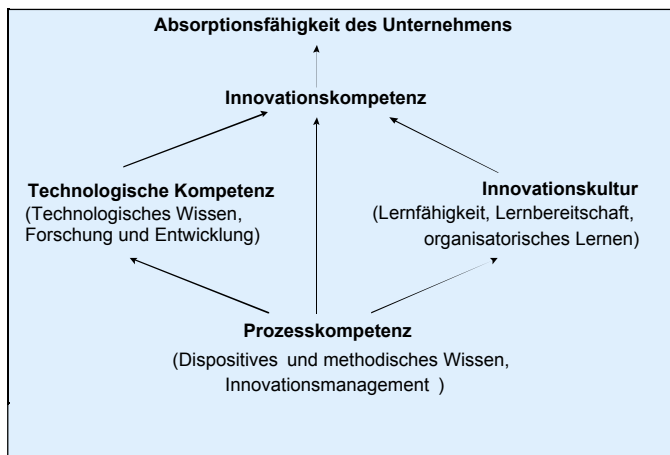 Absorptionsfähigkeit des Unternehmens
Innovationskompetenz
Technologische Kompetenz
(Technologisches Wissen,
Forschung und Entwicklung)
Innovationskultur
(Lernfähigkeit, Lernbereitschaft,
organisatorisches Lernen)
Prozesskompetenz
(Dispositives und methodisches Wissen,
Innovationsmanagement )